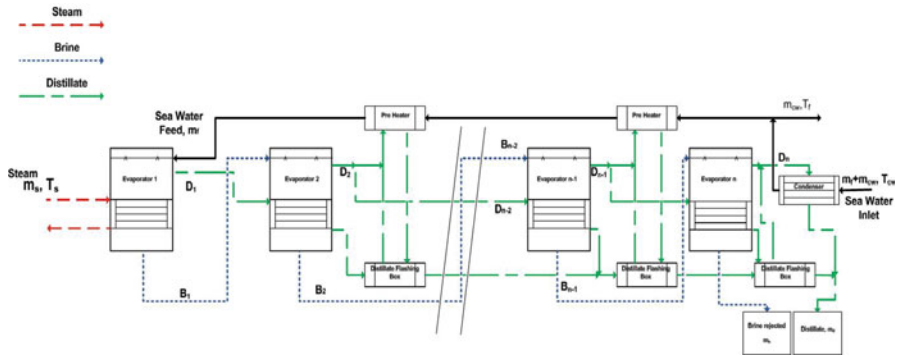 Steam
Brine
Distillate
Sea Water
Feed, mf
Pre Heater
Pre Heater
mcw, Tf
Steam
ms, Ts
Evaporator 1
D1
Evaporator 2
D2
Bn-2
Dn-2
Evaporator n-1
Dn-1
Evaporator n
Dn
Condenser
mf+mcw, Tcw
Sea Water
Inlet
Distillate Flashing
Box
Distillate Flashing
Box
Distillate Flashing
Box
B1
B2
Bn-1
Brine rejected
Distillate,